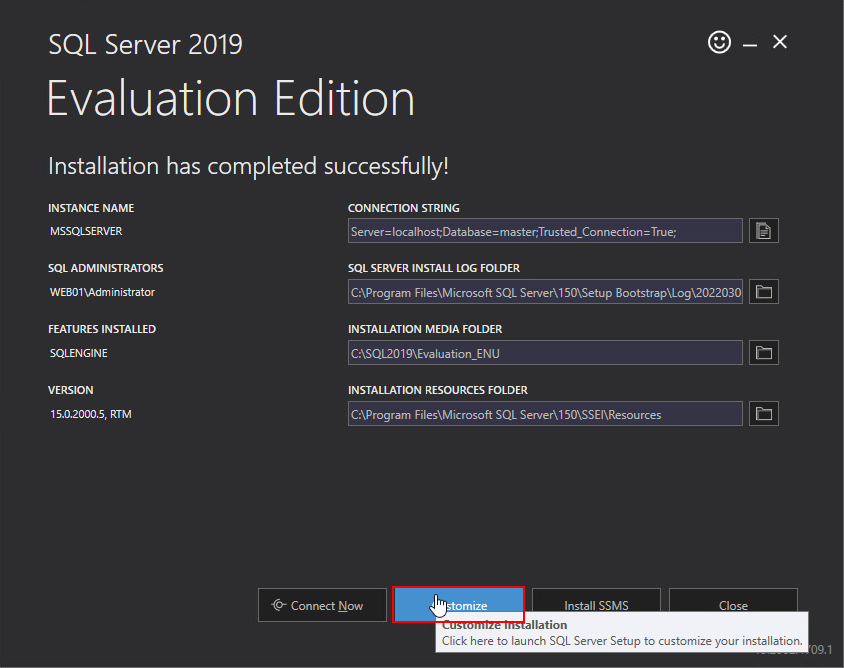 SQL Server 2019
Evaluation Edition
Installation has completed successfully!
INSTANCE NAME
MSSQLSERVER
CONNECTION STRING
Server=localhost;Database=master;Trusted_Connection=True;
SQL ADMINISTRATORS
WEB01\Administrator
SQL SERVER INSTALL LOG FOLDER
C:\Program Files\Microsoft SQL Server\150\Setup Bootstrap\Log\2022030
FEATURES INSTALLED
SQLENGINE
INSTALLATION MEDIA FOLDER
C:\SQL2019\Evaluation_ENU
VERSION
15.0.2000.5, RTM
INSTALLATION RESOURCES FOLDER
C:\Program Files\Microsoft SQL Server\150\SSEI\Resources
Connect Now
stomize
Install SSMS
Close
Customize Installation
Click here to launch SQL Server Setup to customize your installation.